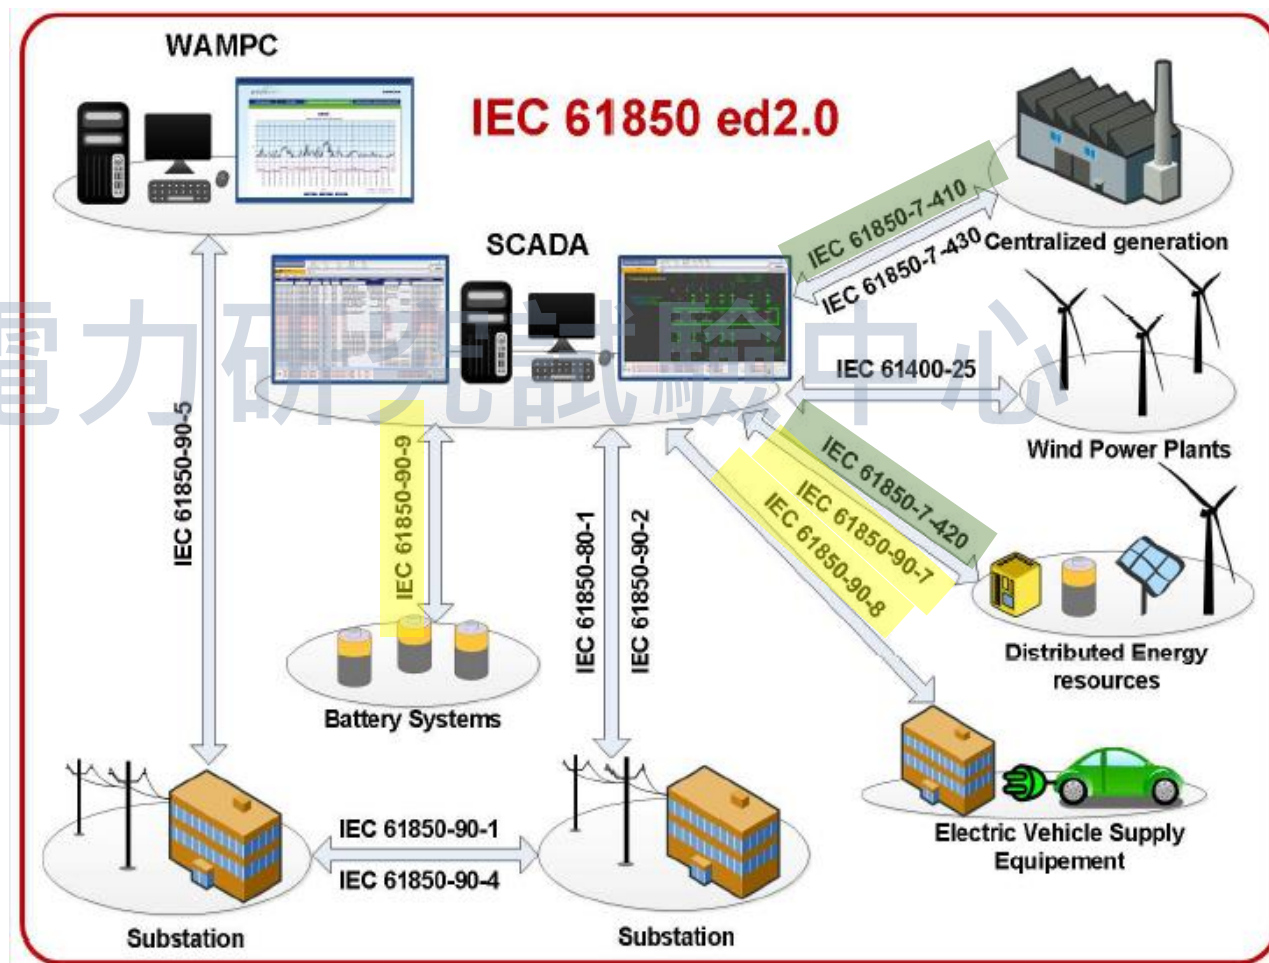 WAMPC
IEC 61850 ed2.0
SCADA
IEC 61850-7-410
IEC 61850-7-430
Centralized generation
IEC 61400-25
Wind Power Plants
IEC 61850-7-420
IEC 61850-90-7
IEC 61850-90-8
Distributed Energy
resources
Electric Vehicle Supply
Equipement
IEC 61850-90-5
IEC 61850-90-9
Battery Systems
IEC 61850-80-1
IEC 61850-90-2
IEC 61850-90-1
IEC 61850-90-4
Substation
Substation
電力研究試驗中心